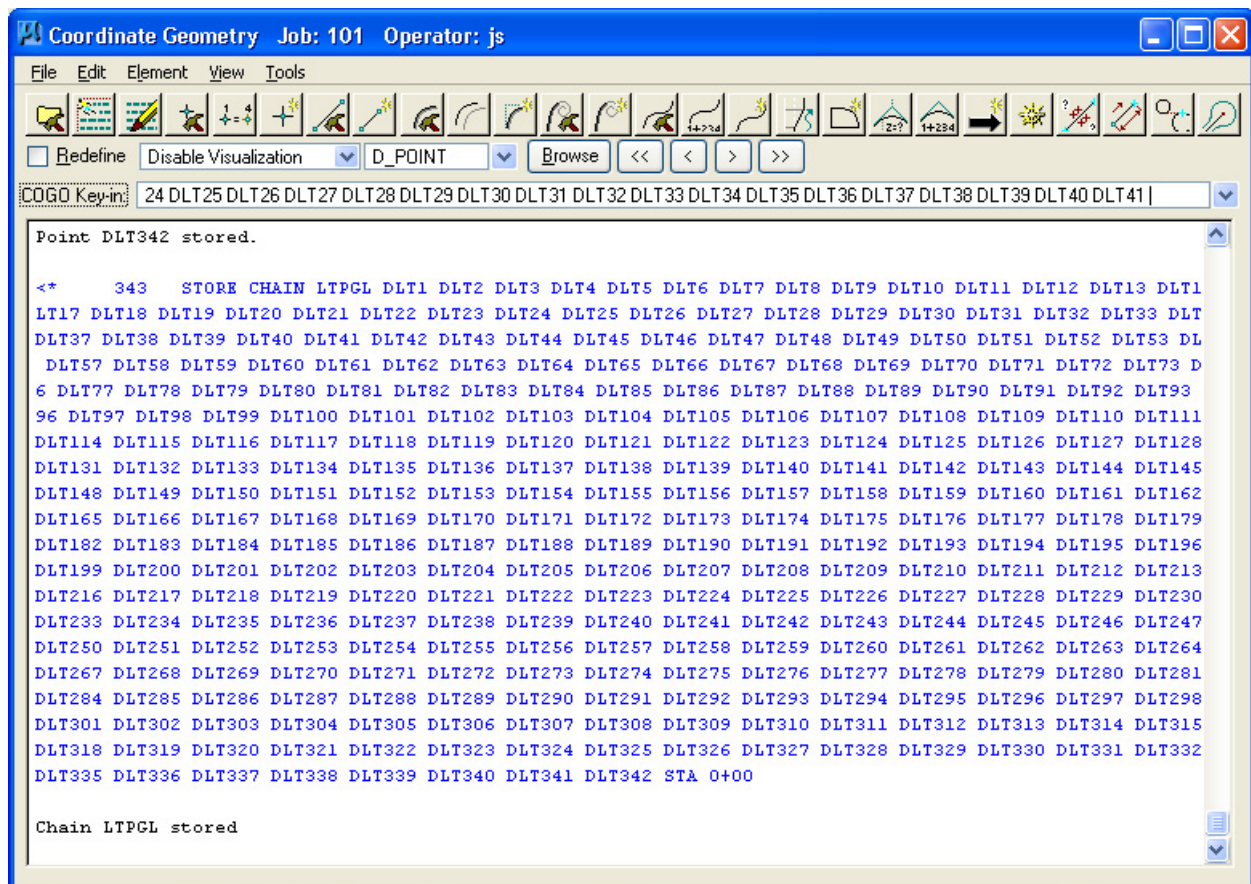 Coordinate Geometry Job: 101 Operator: js
File Edit Element View Tools
Redefine Disable Visualization D_POINT Browse << < > >>
COGO Key-in: 24 DLT25 DLT26 DLT27 DLT28 DLT29 DLT30 DLT31 DLT32 DLT33 DLT34 DLT35 DLT36 DLT37 DLT38 DLT39 DLT40 DLT41
Point DLT342 stored.
<* 343 STORE CHAIN LTPGL DLT1 DLT2 DLT3 DLT4 DLT5 DLT6 DLT7 DLT8 DLT9 DLT10 DLT11 DLT12 DLT13 DLT1
LT17 DLT18 DLT19 DLT20 DLT21 DLT22 DLT23 DLT24 DLT25 DLT26 DLT27 DLT28 DLT29 DLT30 DLT31 DLT32 DLT33 DLT
DLT37 DLT38 DLT39 DLT40 DLT41 DLT42 DLT43 DLT44 DLT45 DLT46 DLT47 DLT48 DLT49 DLT50 DLT51 DLT52 DLT53 DL
DLT57 DLT58 DLT59 DLT60 DLT61 DLT62 DLT63 DLT64 DLT65 DLT66 DLT67 DLT68 DLT69 DLT70 DLT71 DLT72 DLT73 D
6 DLT77 DLT78 DLT79 DLT80 DLT81 DLT82 DLT83 DLT84 DLT85 DLT86 DLT87 DLT88 DLT89 DLT90 DLT91 DLT92 DLT93
96 DLT97 DLT98 DLT99 DLT100 DLT101 DLT102 DLT103 DLT104 DLT105 DLT106 DLT107 DLT108 DLT109 DLT110 DLT111
DLT114 DLT115 DLT116 DLT117 DLT118 DLT119 DLT120 DLT121 DLT122 DLT123 DLT124 DLT125 DLT126 DLT127 DLT128
DLT131 DLT132 DLT133 DLT134 DLT135 DLT136 DLT137 DLT138 DLT139 DLT140 DLT141 DLT142 DLT143 DLT144 DLT145
DLT148 DLT149 DLT150 DLT151 DLT152 DLT153 DLT154 DLT155 DLT156 DLT157 DLT158 DLT159 DLT160 DLT161 DLT162
DLT165 DLT166 DLT167 DLT168 DLT169 DLT170 DLT171 DLT172 DLT173 DLT174 DLT175 DLT176 DLT177 DLT178 DLT179
DLT182 DLT183 DLT184 DLT185 DLT186 DLT187 DLT188 DLT189 DLT190 DLT191 DLT192 DLT193 DLT194 DLT195 DLT196
DLT199 DLT200 DLT201 DLT202 DLT203 DLT204 DLT205 DLT206 DLT207 DLT208 DLT209 DLT210 DLT211 DLT212 DLT213
DLT216 DLT217 DLT218 DLT219 DLT220 DLT221 DLT222 DLT223 DLT224 DLT225 DLT226 DLT227 DLT228 DLT229 DLT230
DLT233 DLT234 DLT235 DLT236 DLT237 DLT238 DLT239 DLT240 DLT241 DLT242 DLT243 DLT244 DLT245 DLT246 DLT247
DLT250 DLT251 DLT252 DLT253 DLT254 DLT255 DLT256 DLT257 DLT258 DLT259 DLT260 DLT261 DLT262 DLT263 DLT264
DLT267 DLT268 DLT269 DLT270 DLT271 DLT272 DLT273 DLT274 DLT275 DLT276 DLT277 DLT278 DLT279 DLT280 DLT281
DLT284 DLT285 DLT286 DLT287 DLT288 DLT289 DLT290 DLT291 DLT292 DLT293 DLT294 DLT295 DLT296 DLT297 DLT298
DLT301 DLT302 DLT303 DLT304 DLT305 DLT306 DLT307 DLT308 DLT309 DLT310 DLT311 DLT312 DLT313 DLT314 DLT315
DLT318 DLT319 DLT320 DLT321 DLT322 DLT323 DLT324 DLT325 DLT326 DLT327 DLT328 DLT329 DLT330 DLT331 DLT332
DLT335 DLT336 DLT337 DLT338 DLT339 DLT340 DLT341 DLT342 STA 0+00
Chain LTPGL stored